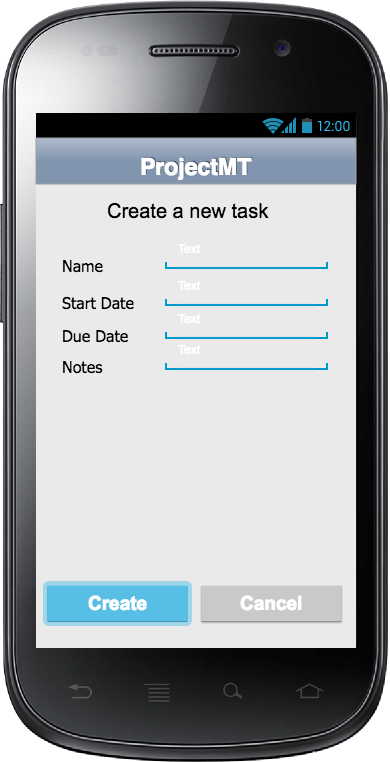 12:00
ProjectMT
Create a new task
Text
Name
Text
Start Date
Text
Due Date
Text
Notes
Create Cancel